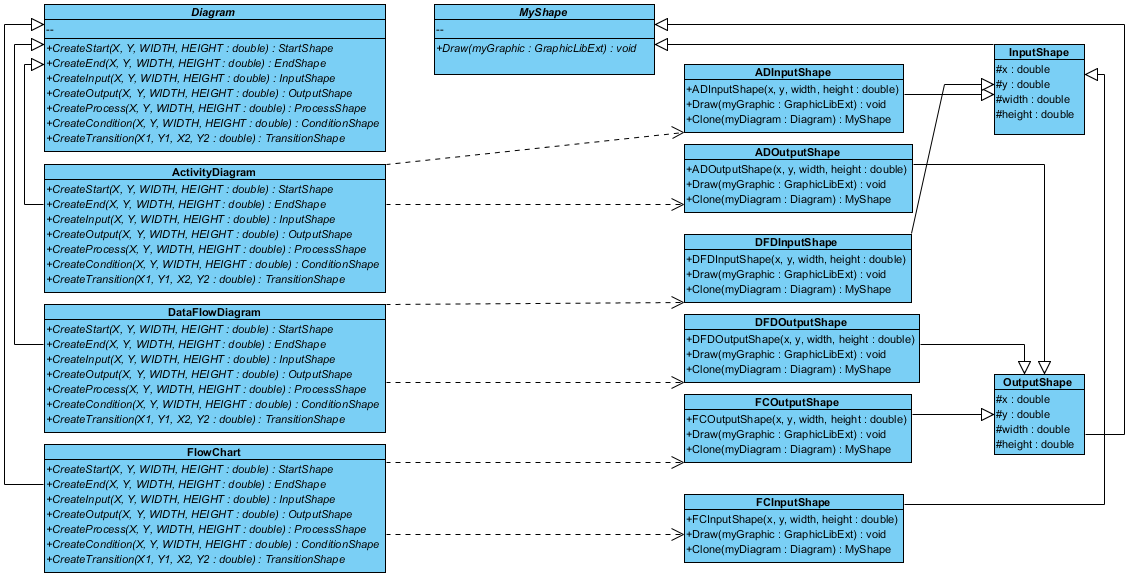 Diagram
--
+CreateStart(X, Y, WIDTH, HEIGHT : double) : StartShape
+CreateEnd(X, Y, WIDTH, HEIGHT : double) : EndShape
+CreateInput(X, Y, WIDTH, HEIGHT : double) : InputShape
+CreateOutput(X, Y, WIDTH, HEIGHT : double) : OutputShape
+CreateProcess(X, Y, WIDTH, HEIGHT : double) : ProcessShape
+CreateCondition(X, Y, WIDTH, HEIGHT : double) : ConditionShape
+CreateTransition(X1, Y1, X2, Y2 : double) : TransitionShape
ActivityDiagram
+CreateStart(X, Y, WIDTH, HEIGHT : double) : StartShape
+CreateEnd(X, Y, WIDTH, HEIGHT : double) : EndShape
+CreateInput(X, Y, WIDTH, HEIGHT : double) : InputShape
+CreateOutput(X, Y, WIDTH, HEIGHT : double) : OutputShape
+CreateProcess(X, Y, WIDTH, HEIGHT : double) : ProcessShape
+CreateCondition(X, Y, WIDTH, HEIGHT : double) : ConditionShape
+CreateTransition(X1, Y1, X2, Y2 : double) : TransitionShape
DataFlowDiagram
+CreateStart(X, Y, WIDTH, HEIGHT : double) : StartShape
+CreateEnd(X, Y, WIDTH, HEIGHT : double) : EndShape
+CreateInput(X, Y, WIDTH, HEIGHT : double) : InputShape
+CreateOutput(X, Y, WIDTH, HEIGHT : double) : OutputShape
+CreateProcess(X, Y, WIDTH, HEIGHT : double) : ProcessShape
+CreateCondition(X, Y, WIDTH, HEIGHT : double) : ConditionShape
+CreateTransition(X1, Y1, X2, Y2 : double) : TransitionShape
FlowChart
+CreateStart(X, Y, WIDTH, HEIGHT : double) : StartShape
+CreateEnd(X, Y, WIDTH, HEIGHT : double) : EndShape
+CreateInput(X, Y, WIDTH, HEIGHT : double) : InputShape
+CreateOutput(X, Y, WIDTH, HEIGHT : double) : OutputShape
+CreateProcess(X, Y, WIDTH, HEIGHT : double) : ProcessShape
+CreateCondition(X, Y, WIDTH, HEIGHT : double) : ConditionShape
+CreateTransition(X1, Y1, X2, Y2 : double) : TransitionShape
MyShape
--
+Draw(myGraphic : GraphicLibExt) : void
ADInputShape
+ADInputShape(x, y, width, height : double)
+Draw(myGraphic : GraphicLibExt) : void
+Clone(myDiagram : Diagram) : MyShape
ADOutputShape
+ADOutputShape(x, y, width, height : double)
+Draw(myGraphic : GraphicLibExt) : void
+Clone(myDiagram : Diagram) : MyShape
DFDInputShape
+DFDInputShape(x, y, width, height : double)
+Draw(myGraphic : GraphicLibExt) : void
+Clone(myDiagram : Diagram) : MyShape
DFDOutputShape
+DFDOutputShape(x, y, width, height : double)
+Draw(myGraphic : GraphicLibExt) : void
+Clone(myDiagram : Diagram) : MyShape
FCOutputShape
+FCOutputShape(x, y, width, height : double)
+Draw(myGraphic : GraphicLibExt) : void
+Clone(myDiagram : Diagram) : MyShape
FCInputShape
+FCInputShape(x, y, width, height : double)
+Draw(myGraphic : GraphicLibExt) : void
+Clone(myDiagram : Diagram) : MyShape
InputShape
#x : double
#y : double
#width : double
#height : double
OutputShape
#x : double
#y : double
#width : double
#height : double